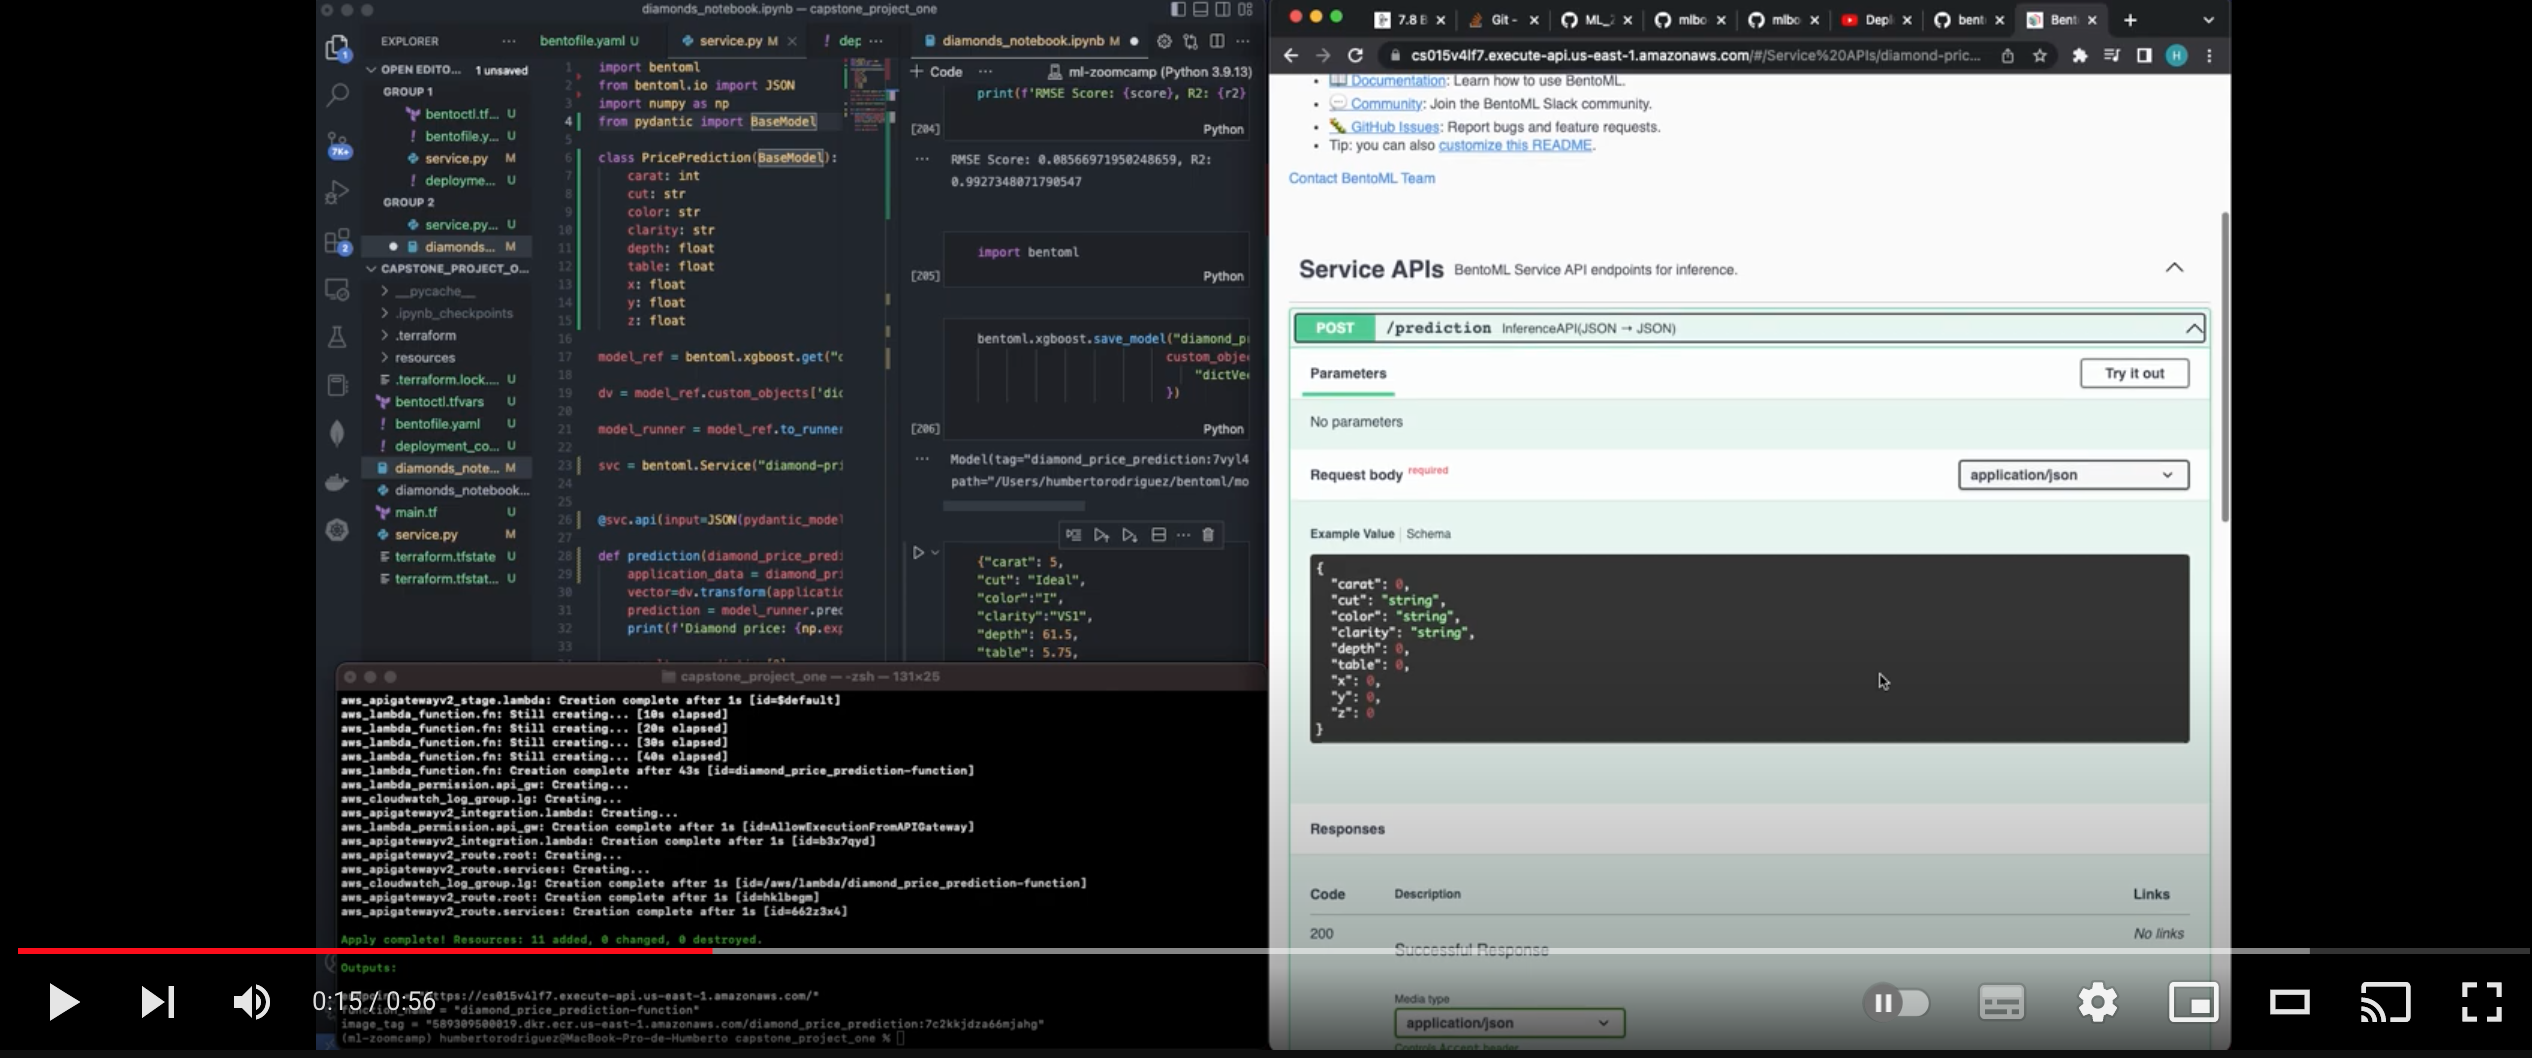 diamonds_notebook.ipynb — capstone_project_one
EXPLORER
OPEN EDITO... 1 unsaved
GROUP 1
bentoctl.tf... U
bentofile.y... U
service.py M
deployme... U
GROUP 2
service.py... U
diamonds... M
CAPSTONE_PROJECT_O...
__pycache__
.ipynb_checkpoints
.terraform
resources
.terraform.lock.... U
bentoctl.tfvars U
bentofile.yaml U
deployment_co... U
diamonds_note... M
diamonds_notebook...
main.tf U
service.py M
terraform.tfstate U
terraform.tfstat... U
1
7K+
2
bentofile.yaml U
service.py M
dep
1 import bentoml
2 from bentoml.io import JSON
3 import numpy as np
4 from pydantic import BaseModel
5
6 class PricePrediction(BaseModel):
7 carat: int
8 cut: str
9 color: str
10 clarity: str
11 depth: float
12 table: float
13 x: float
14 y: float
15 z: float
16
17 model_ref = bentoml.xgboost.get("d
18
19 dv = model_ref.custom_objects['dic
20
21 model_runner = model_ref.to_runner
22
23 svc = bentoml.Service("diamond-pri
24
25
26 @svc.api(input=JSON(pydantic_model
27
28 def prediction(diamond_price_predi
29 application_data = diamond_pri
30 vector=dv.transform(applicatic
31 prediction = model_runner.prec
32 print(f'Diamond price: {np.exp
33
diamonds_notebook.ipynb M
Code
ml-zoomcamp (Python 3.9.13)
print(f'RMSE Score: {score}, R2: {r2}
[204]
Python
RMSE Score: 0.08566971950248659, R2:
0.9927348071790547
import bentoml
[205]
Python
bentoml.xgboost.save_model("diamond_p
custom_obje
"dictVe
})
[206]
Python
Model(tag="diamond_price_prediction:7vyl4
path="/Users/humbertorodriguez/bentoml/mo
{"carat": 5,
"cut": "Ideal",
"color":"I",
"clarity":"VS1",
"depth": 61.5,
"table": 5.75,
capstone_project_one — -zsh — 131×25
aws_apigatewayv2_stage.lambda: Creation complete after 1s [id=$default]
aws_lambda_function.fn: Still creating... [10s elapsed]
aws_lambda_function.fn: Still creating... [20s elapsed]
aws_lambda_function.fn: Still creating... [30s elapsed]
aws_lambda_function.fn: Still creating... [40s elapsed]
aws_lambda_function.fn: Creation complete after 43s [id=diamond_price_prediction-function]
aws_lambda_permission.api_gw: Creating...
aws_cloudwatch_log_group.lg: Creating...
aws_apigatewayv2_integration.lambda: Creating...
aws_lambda_permission.api_gw: Creation complete after 1s [id=AllowExecutionFromAPIGateway]
aws_apigatewayv2_integration.lambda: Creation complete after 1s [id=b3x7qyd]
aws_apigatewayv2_route.root: Creating...
aws_apigatewayv2_route.services: Creating...
aws_cloudwatch_log_group.lg: Creation complete after 1s [id=/aws/lambda/diamond_price_prediction-function]
aws_apigatewayv2_route.root: Creation complete after 1s [id=hklbegm]
aws_apigatewayv2_route.services: Creation complete after 1s [id=662z3x4]
Apply complete! Resources: 11 added, 0 changed, 0 destroyed.
Outputs:
ttps://cs015v4lf7.execute-api.us-east-1.amazonaws.com/"
function_name = "diamond_price_prediction-function"
image_tag = "589309500019.dkr.ecr.us-east-1.amazonaws.com/diamond_price_prediction:7c2kkjdza66mjahg"
(ml-zoomcamp) humbertorodriguez@MacBook-Pro-de-Humberto capstone_project_one %
7.8 B
Git -
ML_
mlbo
mlbo
Depl
bent
Bent
cs015v4lf7.execute-api.us-east-1.amazonaws.com/#/Service%20APIs/diamond-pric...
H
Documentation: Learn how to use BentoML.
Community: Join the BentoML Slack community.
GitHub Issues: Report bugs and feature requests.
Tip: you can also customize this README.
Contact BentoML Team
Service APIs BentoML Service API endpoints for inference.
POST /prediction InferenceAPI(JSON → JSON)
Parameters
Try it out
No parameters
Request body required
application/json
Example Value | Schema
{
"carat": 0,
"cut": "string",
"color": "string",
"clarity": "string",
"depth": 0,
"table": 0,
"x": 0,
"y": 0,
"z": 0
}
Responses
Code Description Links
200 Successful Response No links
Media type
application/json
Controls Accept header
0:15 / 0:56